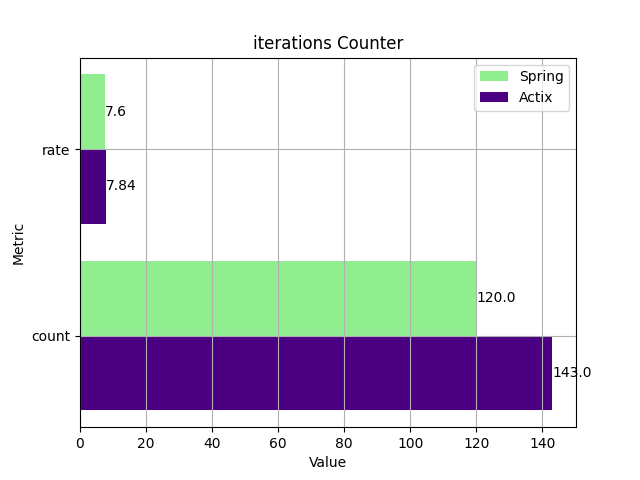 iterations Counter
Spring
Actix
7.6
rate
7.84
Metric
120.0
count
143.0
0 20 40 60 80 100 120 140
Value